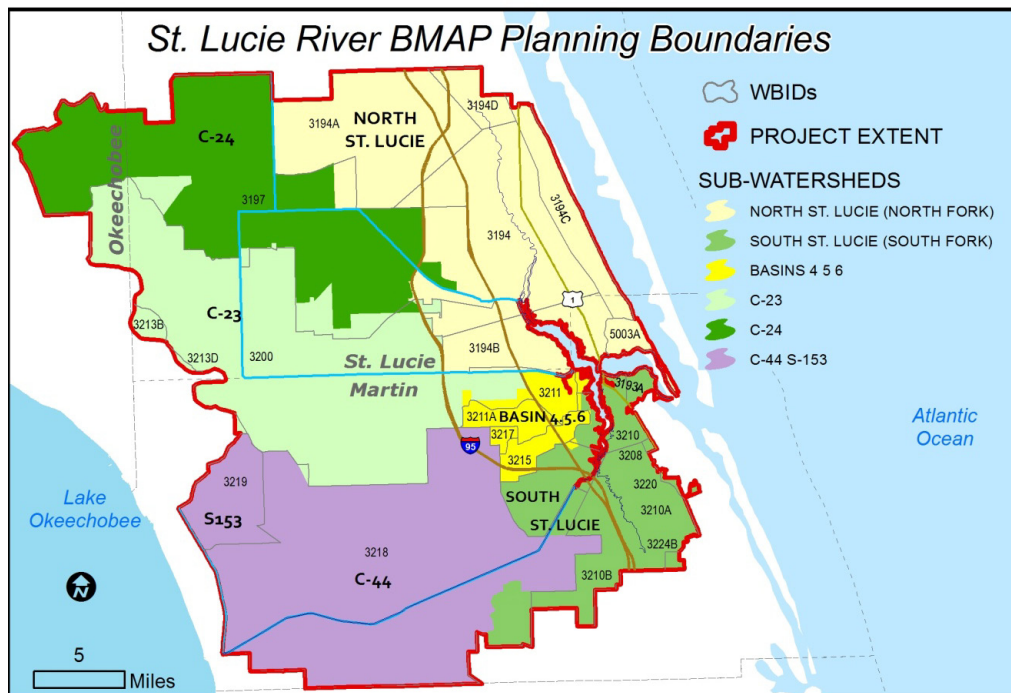 St. Lucie River BMAP Planning Boundaries
WBIDs
PROJECT EXTENT
SUB-WATERSHEDS
NORTH ST. LUCIE (NORTH FORK)
SOUTH ST. LUCIE (SOUTH FORK)
BASINS 4 5 6
C-23
C-24
C-44 S-153
NORTH
ST. LUCIE
3194D
3194A
C-24
Okeechobee
3197
3194C
3194
1
C-23
3213B
3213D
3200
3194B
5003A
St. Lucie
Martin
3193A
3211
3211A
BASIN 4.5.6
3217
3210
95
3215
3208
3219
S153
SOUTH
ST. LUCIE
3220
3210A
3218
C-44
3224B
3210B
Lake
Okeechobee
Atlantic
Ocean
N
5
Miles